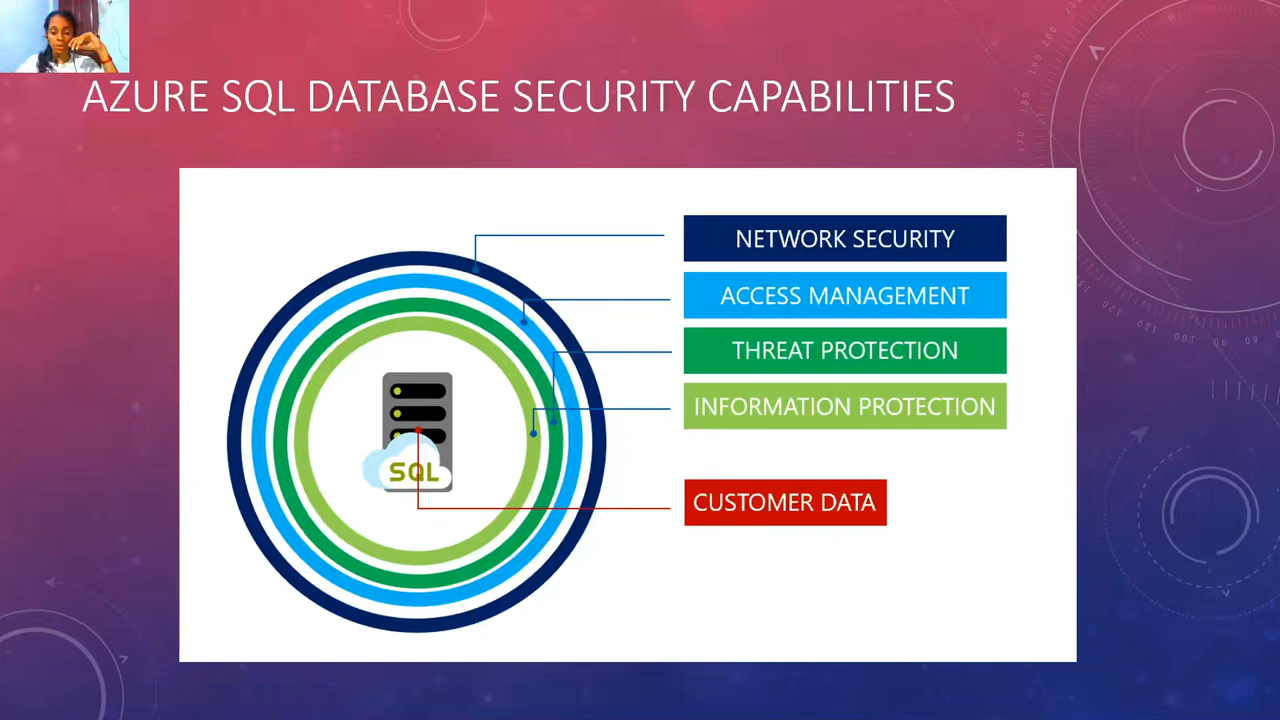 AZURE SQL DATABASE SECURITY CAPABILITIES
NETWORK SECURITY
ACCESS MANAGEMENT
THREAT PROTECTION
INFORMATION PROTECTION
SQL
CUSTOMER DATA